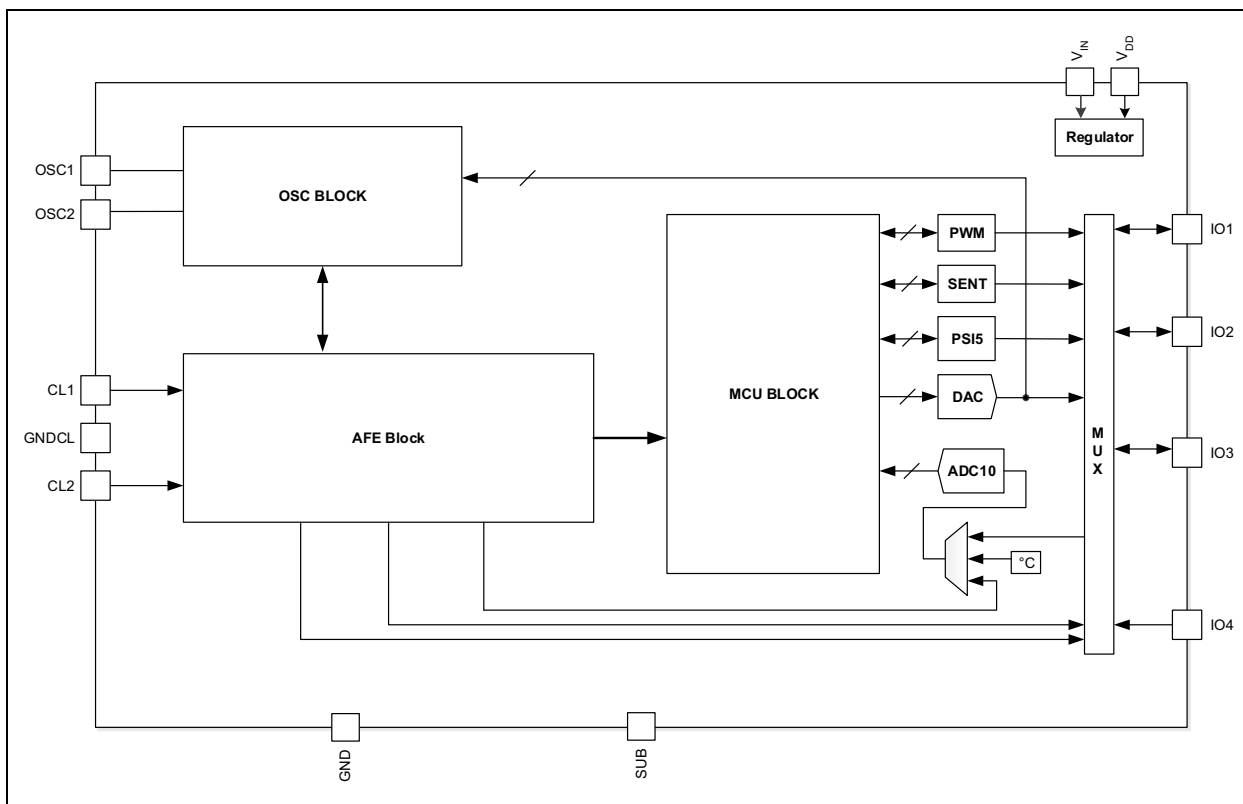 VIN
VDD
Regulator
OSC1
OSC2
OSC BLOCK
PWM
IO1
SENT
PSI5
IO2
MCU BLOCK
DAC
CL1
GNDCL
CL2
AFE Block
MUX
IO3
ADC10
°C
IO4
GND
SUB